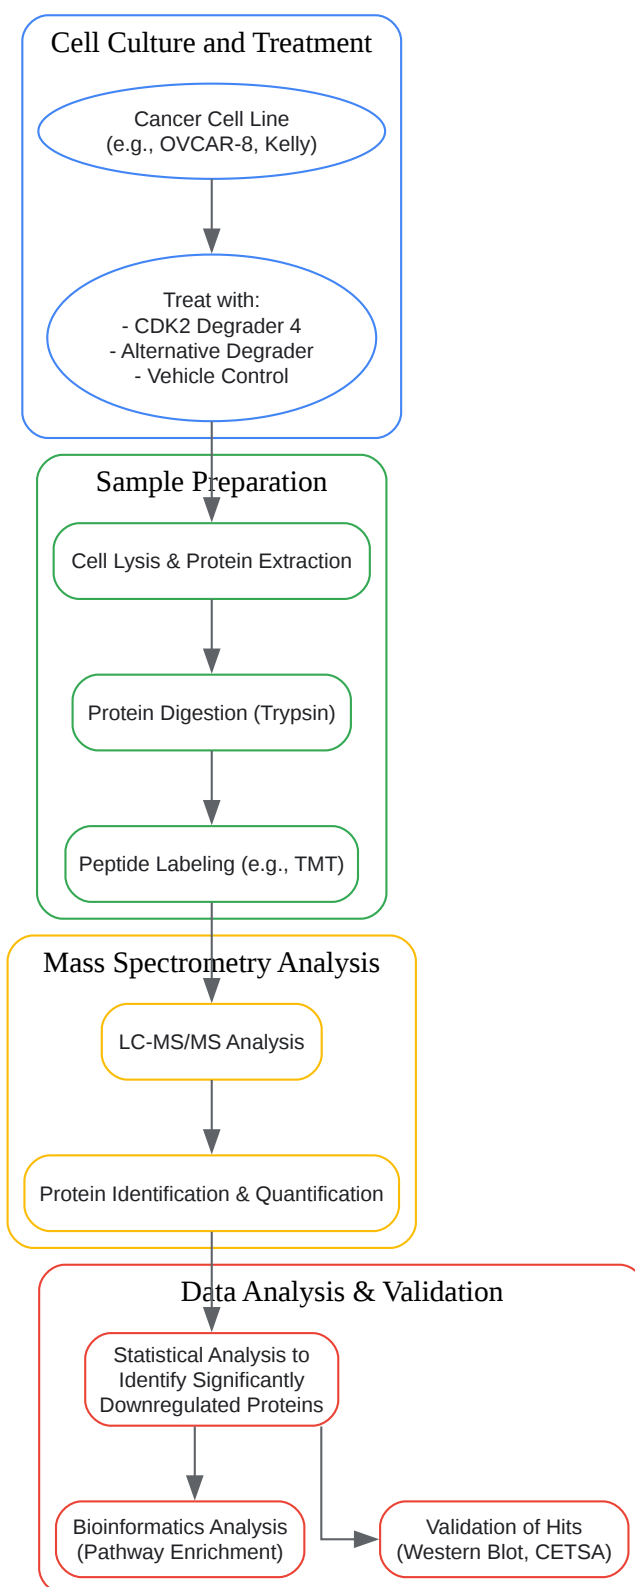 Cell Culture and Treatment
Cancer Cell Line
(e.g., OVCAR-8, Kelly)
Treat with:
- CDK2 Degrader 4
- Alternative Degrader
- Vehicle Control
Sample Preparation
Cell Lysis & Protein Extraction
Protein Digestion (Trypsin)
Peptide Labeling (e.g., TMT)
Mass Spectrometry Analysis
LC-MS/MS Analysis
Protein Identification & Quantification
Data Analysis & Validation
Statistical Analysis to
Identify Significantly
Downregulated Proteins
Bioinformatics Analysis
(Pathway Enrichment)
Validation of Hits
(Western Blot, CETSA)